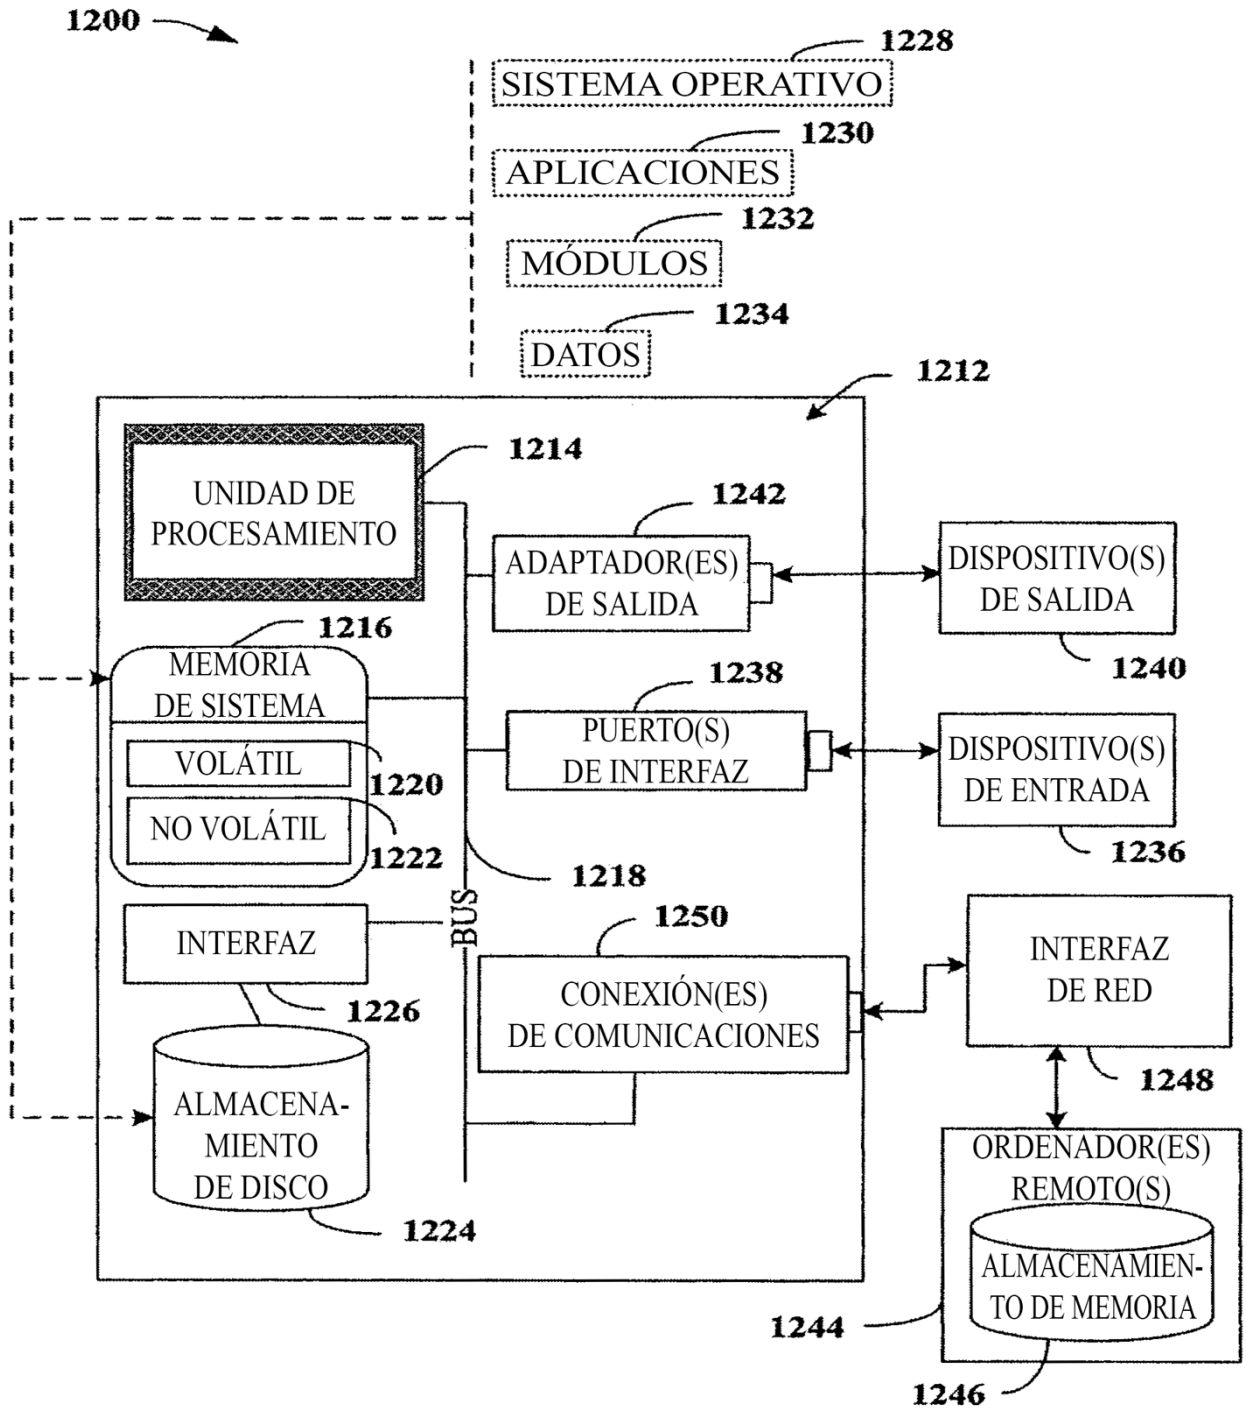 1200
1228
SISTEMA OPERATIVO
1230
APLICACIONES
1232
MÓDULOS
1234
DATOS
1212
1214
UNIDAD DE
PROCESAMIENTO
1242
ADAPTADOR(ES)
DE SALIDA
DISPOSITIVO(S)
DE SALIDA
1240
1216
MEMORIA
DE SISTEMA
VOLÁTIL
1220
NO VOLÁTIL
1222
1238
PUERTO(S)
DE INTERFAZ
DISPOSITIVO(S)
DE ENTRADA
1236
1218
BUS
INTERFAZ
1226
1250
CONEXIÓN(ES)
DE COMUNICACIONES
INTERFAZ
DE RED
1248
ALMACENA-
MIENTO
DE DISCO
1224
ORDENADOR(ES)
REMOTO(S)
ALMACENAMIEN-
TO DE MEMORIA
1244
1246